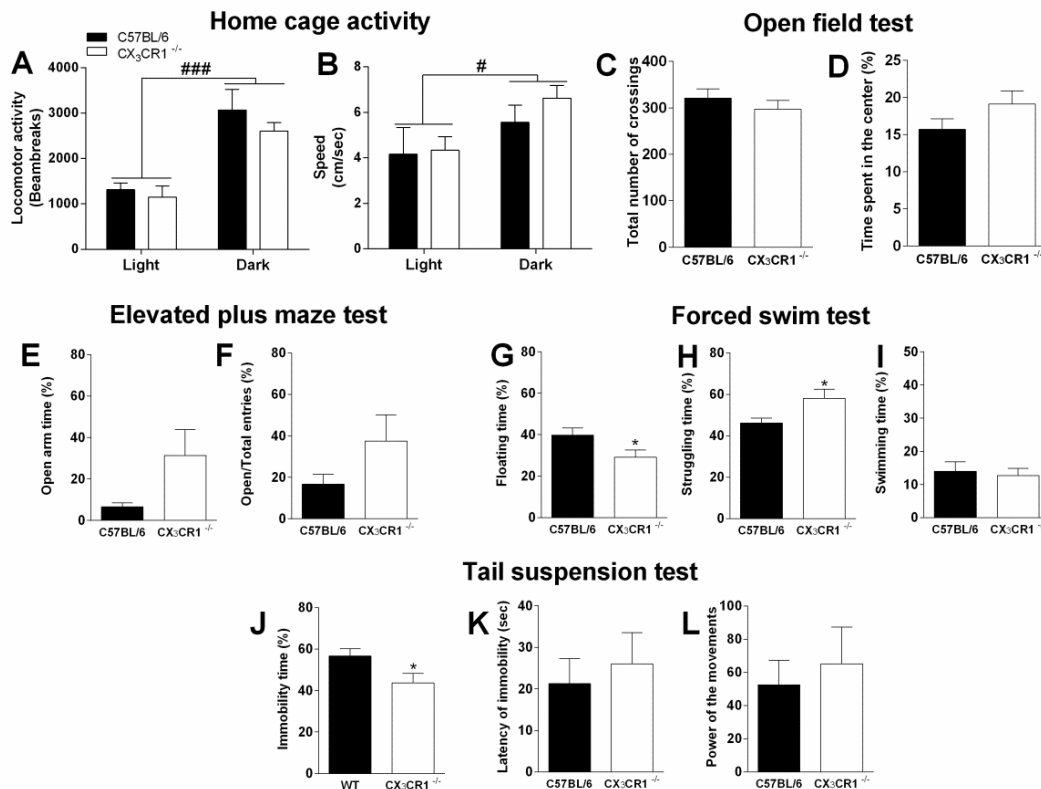 Home cage activity
Open field test
C57BL/6
CX₃CR1 -/-
A
###
4000
3000
2000
1000
0
Locomotor activity
(Beambreaks)
Light
Dark
B
#
8
6
4
2
0
Speed
(cm/sec)
Light
Dark
C
400
300
200
100
0
Total number of crossings
C57BL/6
CX₃CR1 -/-
D
25
20
15
10
5
0
Time spent in the center (%)
C57BL/6
CX₃CR1 -/-
Elevated plus maze test
Forced swim test
E
80
60
40
20
0
Open arm time (%)
C57BL/6
CX₃CR1 -/-
F
80
60
40
20
0
Open/Total entries (%)
C57BL/6
CX₃CR1 -/-
G
80
60
40
20
0
Floating time (%)
*
C57BL/6
CX₃CR1 -/-
H
80
60
40
20
0
Struggling time (%)
*
C57BL/6
CX₃CR1 -/-
I
50
40
30
20
10
0
Swimming time (%)
C57BL/6
CX₃CR1 -/-
Tail suspension test
J
80
60
40
20
0
Immobility time (%)
*
WT
CX₃CR1 -/-
K
40
30
20
10
0
Latency of immobility (sec)
C57BL/6
CX₃CR1 -/-
L
100
80
60
40
20
0
Power of the movements
C57BL/6
CX₃CR1 -/-